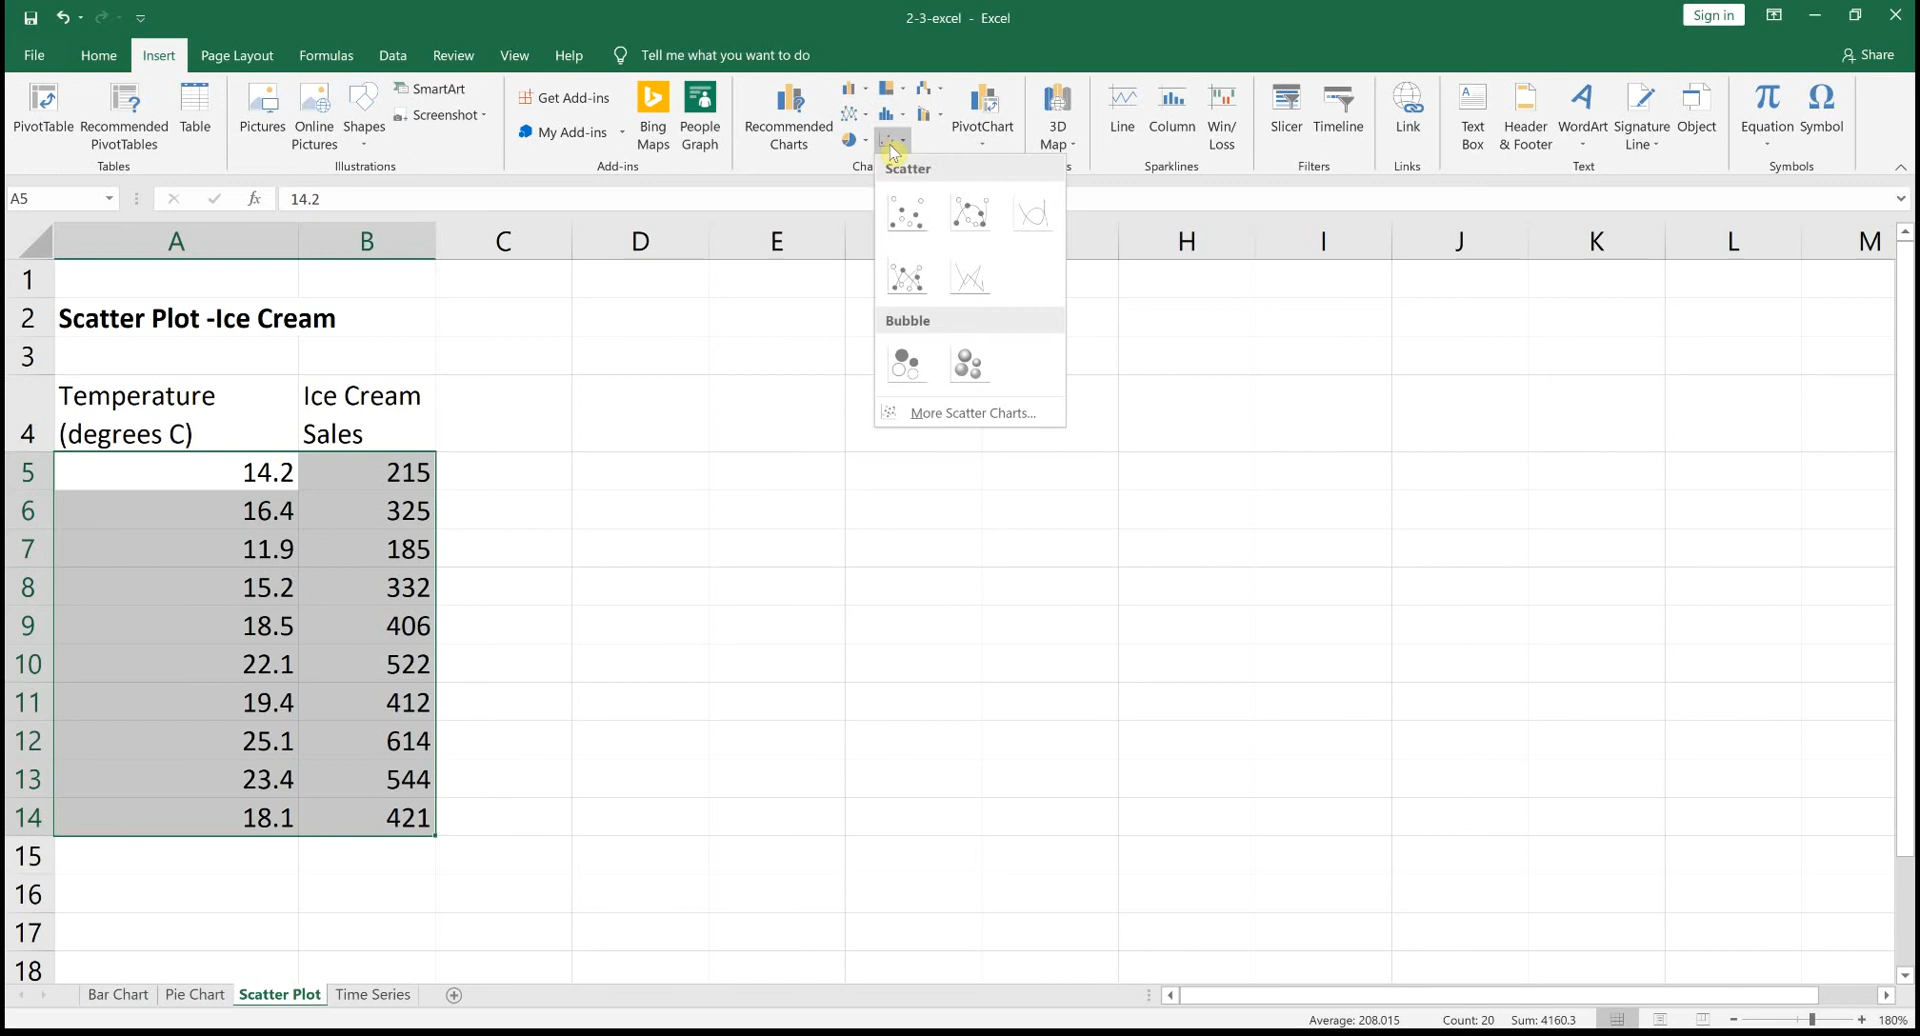 2-3-excel - Excel
Sign in
File Home Insert Page Layout Formulas Data Review View Help Tell me what you want to do Share
PivotTable Recommended PivotTables Table Pictures Online Pictures Shapes SmartArt Screenshot Get Add-ins My Add-ins Bing Maps People Graph Recommended Charts PivotChart 3D Map Line Column Win/Loss Slicer Timeline Link Text Box Header & Footer WordArt Signature Line Object Equation Symbol
Tables Illustrations Add-ins Sparklines Filters Links Text Symbols
A5 fx 14.2
Scatter
Bubble
More Scatter Charts...
A B C D E H I J K L M
1
2 Scatter Plot -Ice Cream
3
4 Temperature (degrees C) Ice Cream Sales
5 14.2 215
6 16.4 325
7 11.9 185
8 15.2 332
9 18.5 406
10 22.1 522
11 19.4 412
12 25.1 614
13 23.4 544
14 18.1 421
15
16
17
18
Bar Chart Pie Chart Scatter Plot Time Series
Average: 208.015 Count: 20 Sum: 4160.3 180%